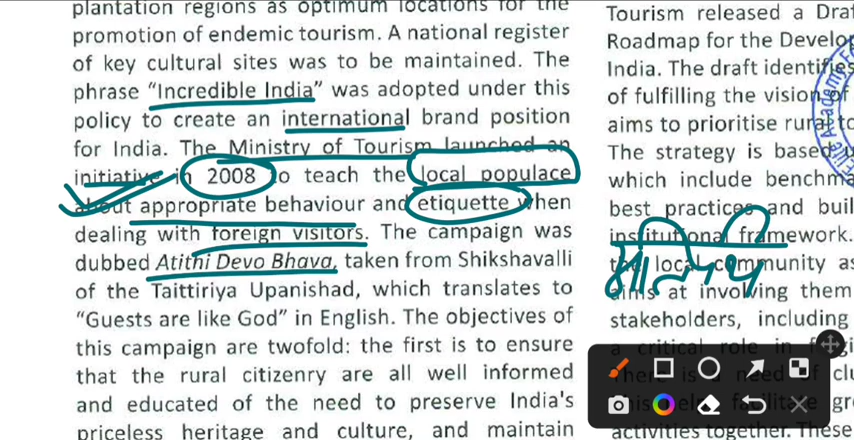 plantation regions as optimum locations for the
promotion of endemic tourism. A national register
of key cultural sites was to be maintained. The
phrase "Incredible India" was adopted under this
policy to create an international brand position
for India. The Ministry of Tourism launched an
initiative in 2008 to teach the local populace
about appropriate behaviour and etiquette when
dealing with foreign visitors. The campaign was
dubbed Atithi Devo Bhava, taken from Shikshavalli
of the Taittiriya Upanishad, which translates to
"Guests are like God" in English. The objectives of
this campaign are twofold: the first is to ensure
that the rural citizenry are all well informed
and educated of the need to preserve India's
priceless heritage and culture, and maintain
Tourism released a Draf
Roadmap for the Develop
India. The draft identifies
of fulfilling the vision of
aims to prioritise rural to
The strategy is based
which include benchma
best practices and buil
institutional framework.
the local community as
aims at involving them
stakeholders, including
a critical role in
There is a need
activities together. These